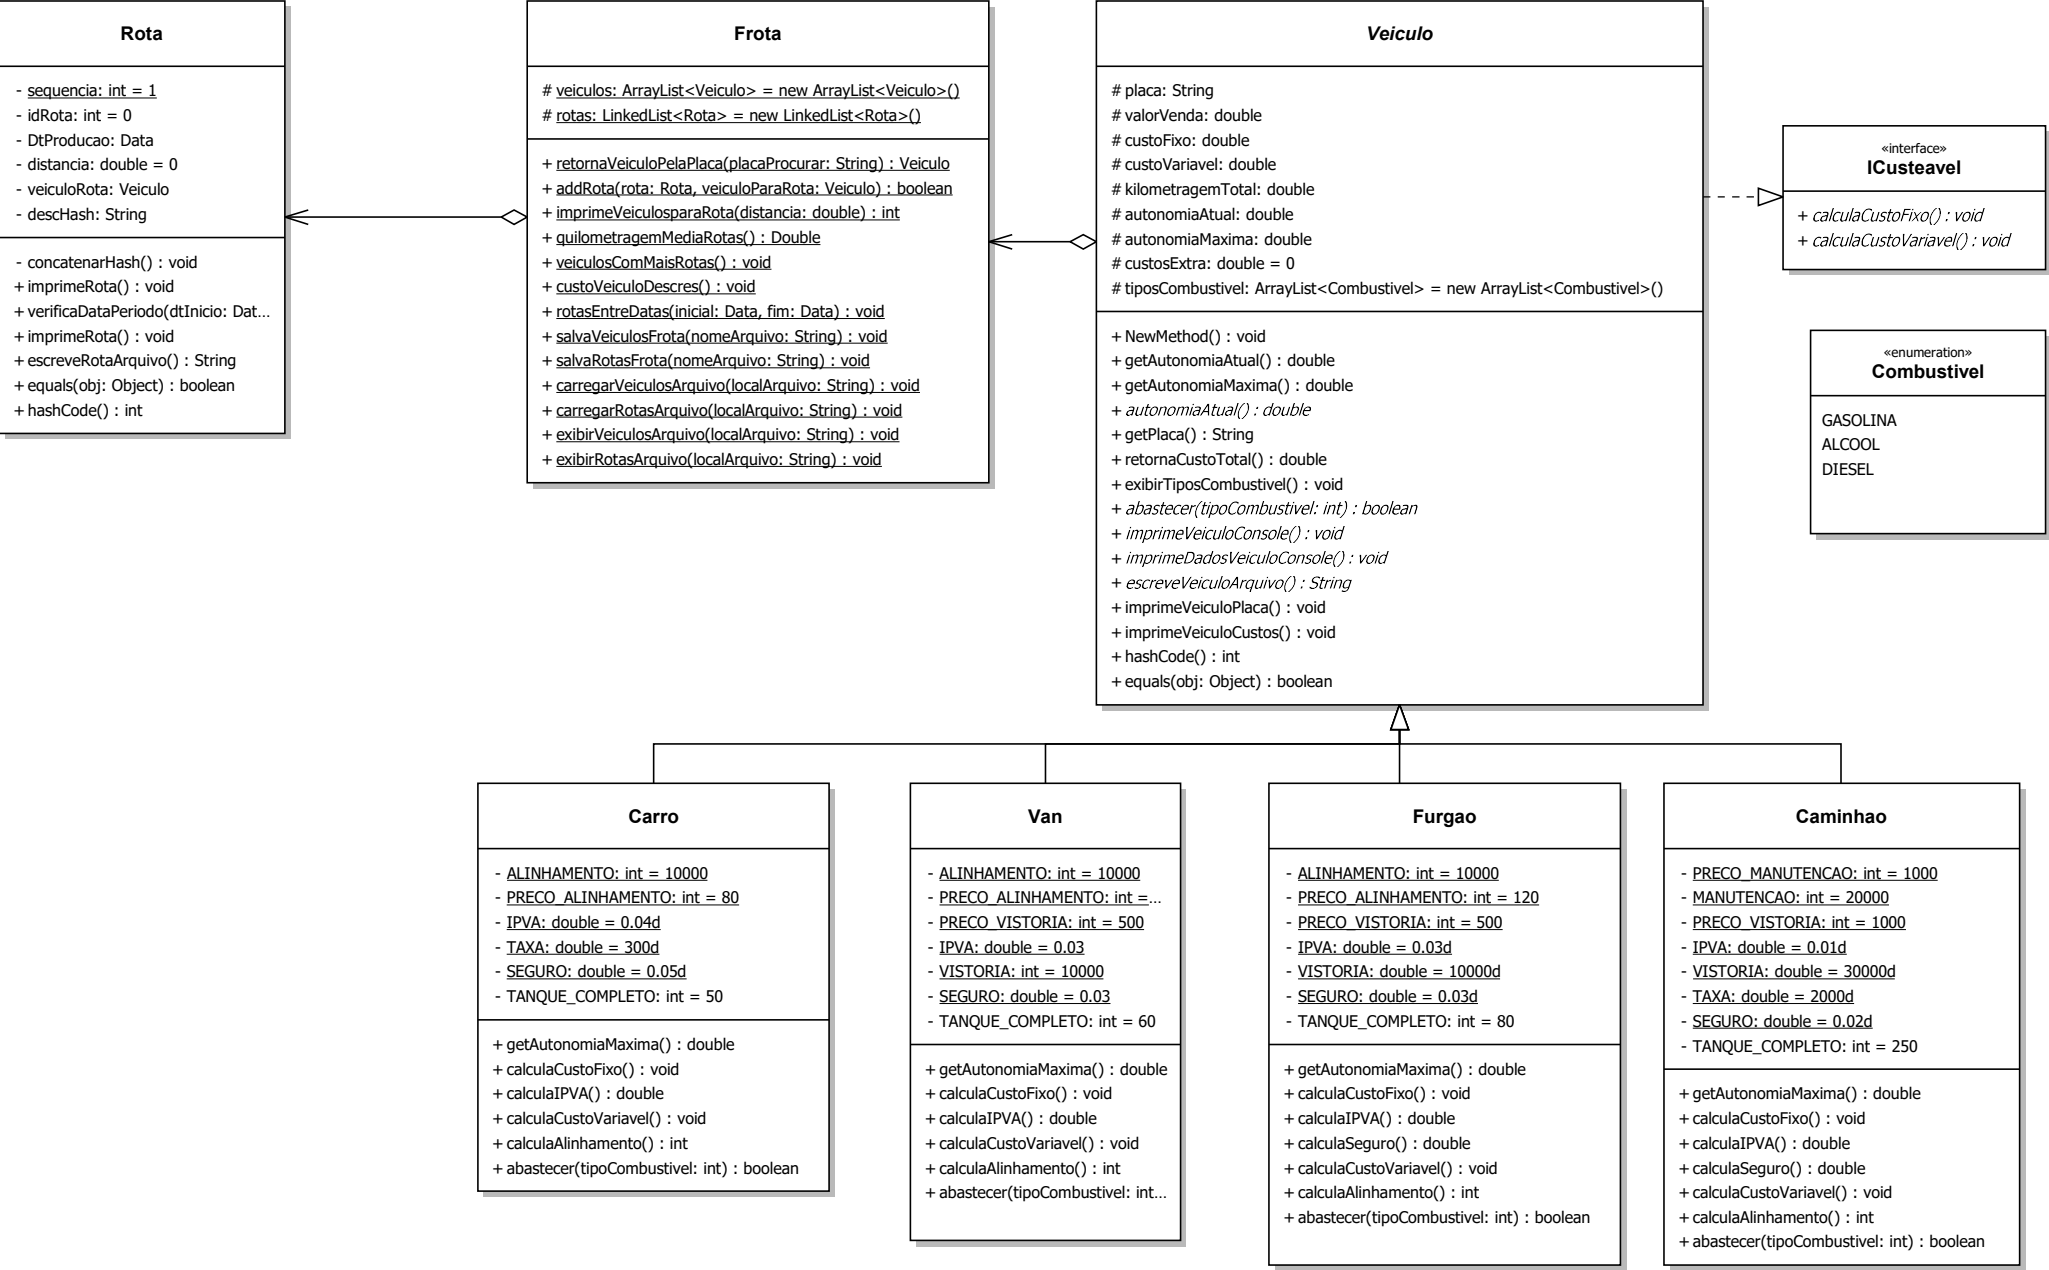 Rota
- sequencia: int = 1
- idRota: int = 0
- DtProducao: Data
- distancia: double = 0
- veiculoRota: Veiculo
- descHash: String
- concatenarHash() : void
+ imprimeRota() : void
+ verificaDataPeriodo(dtInicio: Dat...
+ imprimeRota() : void
+ escreveRotaArquivo() : String
+ equals(obj: Object) : boolean
+ hashCode() : int
Frota
# veiculos: ArrayList<Veiculo> = new ArrayList<Veiculo>()
# rotas: LinkedList<Rota> = new LinkedList<Rota>()
+ retornaVeiculoPelaPlaca(placaProcurar: String) : Veiculo
+ addRota(rota: Rota, veiculoParaRota: Veiculo) : boolean
+ imprimeVeiculosparaRota(distancia: double) : int
+ quilometragemMediaRotas() : Double
+ veiculosComMaisRotas() : void
+ custoVeiculoDescres() : void
+ rotasEntreDatas(inicial: Data, fim: Data) : void
+ salvaVeiculosFrota(nomeArquivo: String) : void
+ salvaRotasFrota(nomeArquivo: String) : void
+ carregarVeiculosArquivo(localArquivo: String) : void
+ carregarRotasArquivo(localArquivo: String) : void
+ exibirVeiculosArquivo(localArquivo: String) : void
+ exibirRotasArquivo(localArquivo: String) : void
Veiculo
# placa: String
# valorVenda: double
# custoFixo: double
# custoVariavel: double
# kilometragemTotal: double
# autonomiaAtual: double
# autonomiaMaxima: double
# custosExtra: double = 0
# tiposCombustivel: ArrayList<Combustivel> = new ArrayList<Combustivel>()
+ NewMethod() : void
+ getAutonomiaAtual() : double
+ getAutonomiaMaxima() : double
+ autonomiaAtual() : double
+ getPlaca() : String
+ retornaCustoTotal() : double
+ exibirTiposCombustivel() : void
+ abastecer(tipoCombustivel: int) : boolean
+ imprimeVeiculoConsole() : void
+ imprimeDadosVeiculoConsole() : void
+ escreveVeiculoArquivo() : String
+ imprimeVeiculoPlaca() : void
+ imprimeVeiculoCustos() : void
+ hashCode() : int
+ equals(obj: Object) : boolean
«interface»
ICusteavel
+ calculaCustoFixo() : void
+ calculaCustoVariavel() : void
«enumeration»
Combustivel
GASOLINA
ALCOOL
DIESEL
Carro
- ALINHAMENTO: int = 10000
- PRECO_ALINHAMENTO: int = 80
- IPVA: double = 0.04d
- TAXA: double = 300d
- SEGURO: double = 0.05d
- TANQUE_COMPLETO: int = 50
+ getAutonomiaMaxima() : double
+ calculaCustoFixo() : void
+ calculaIPVA() : double
+ calculaCustoVariavel() : void
+ calculaAlinhamento() : int
+ abastecer(tipoCombustivel: int) : boolean
Van
- ALINHAMENTO: int = 10000
- PRECO_ALINHAMENTO: int =...
- PRECO_VISTORIA: int = 500
- IPVA: double = 0.03
- VISTORIA: int = 10000
- SEGURO: double = 0.03
- TANQUE_COMPLETO: int = 60
+ getAutonomiaMaxima() : double
+ calculaCustoFixo() : void
+ calculaIPVA() : double
+ calculaCustoVariavel() : void
+ calculaAlinhamento() : int
+ abastecer(tipoCombustivel: int...
Furgao
- ALINHAMENTO: int = 10000
- PRECO_ALINHAMENTO: int = 120
- PRECO_VISTORIA: int = 500
- IPVA: double = 0.03d
- VISTORIA: double = 10000d
- SEGURO: double = 0.03d
- TANQUE_COMPLETO: int = 80
+ getAutonomiaMaxima() : double
+ calculaCustoFixo() : void
+ calculaIPVA() : double
+ calculaSeguro() : double
+ calculaCustoVariavel() : void
+ calculaAlinhamento() : int
+ abastecer(tipoCombustivel: int) : boolean
Caminhao
- PRECO_MANUTENCAO: int = 1000
- MANUTENCAO: int = 20000
- PRECO_VISTORIA: int = 1000
- IPVA: double = 0.01d
- VISTORIA: double = 30000d
- TAXA: double = 2000d
- SEGURO: double = 0.02d
- TANQUE_COMPLETO: int = 250
+ getAutonomiaMaxima() : double
+ calculaCustoFixo() : void
+ calculaIPVA() : double
+ calculaSeguro() : double
+ calculaCustoVariavel() : void
+ calculaAlinhamento() : int
+ abastecer(tipoCombustivel: int) : boolean